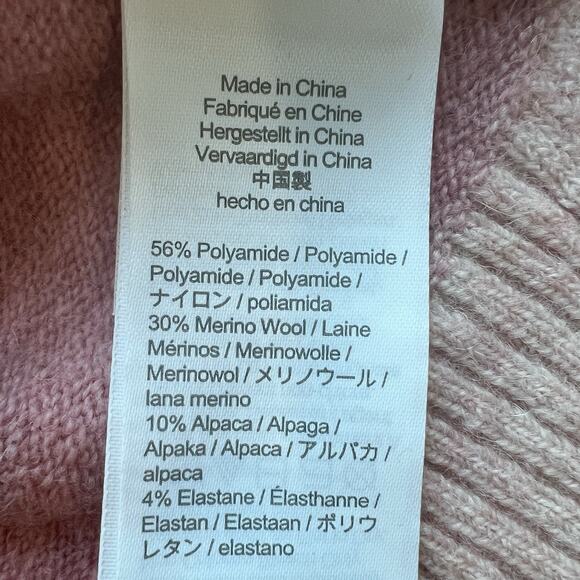 Made in China
Fabriqué en Chine
Hergestellt in China
Vervaardigd in China
中国製
hecho en china
56% Polyamide / Polyamide /
Polyamide / Polyamide /
ナイロン / poliamida
30% Merino Wool / Laine
Mérinos / Merinowolle /
Merinowol / メリノウール /
lana merino
10% Alpaca / Alpaga /
Alpaka / Alpaca / アルパカ /
alpaca
4% Elastane / Élasthanne /
Elastan / Elastaan / ポリウ
レタン / elastano